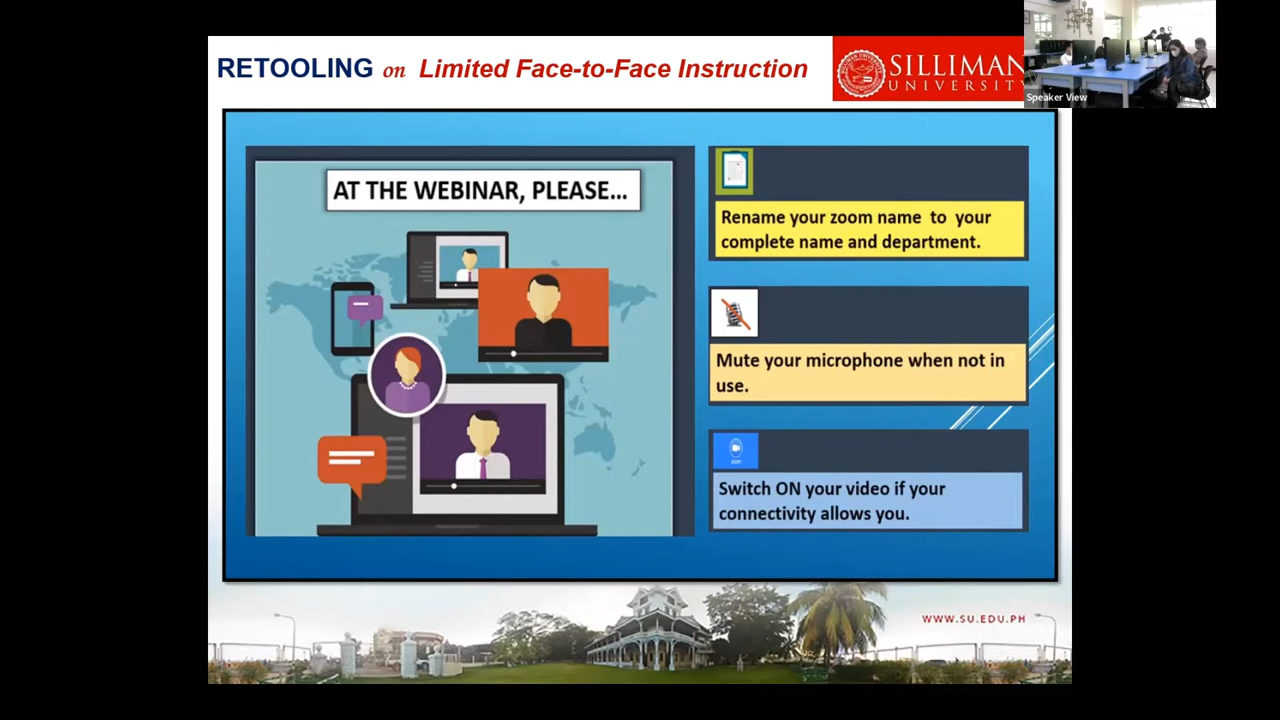 RETOOLING on Limited Face-to-Face Instruction
SILLIMAN
UNIVERSITY
Speaker View
AT THE WEBINAR, PLEASE...
Rename your zoom name to your
complete name and department.
Mute your microphone when not in
use.
Switch ON your video if your
connectivity allows you.
WWW.SU.EDU.PH